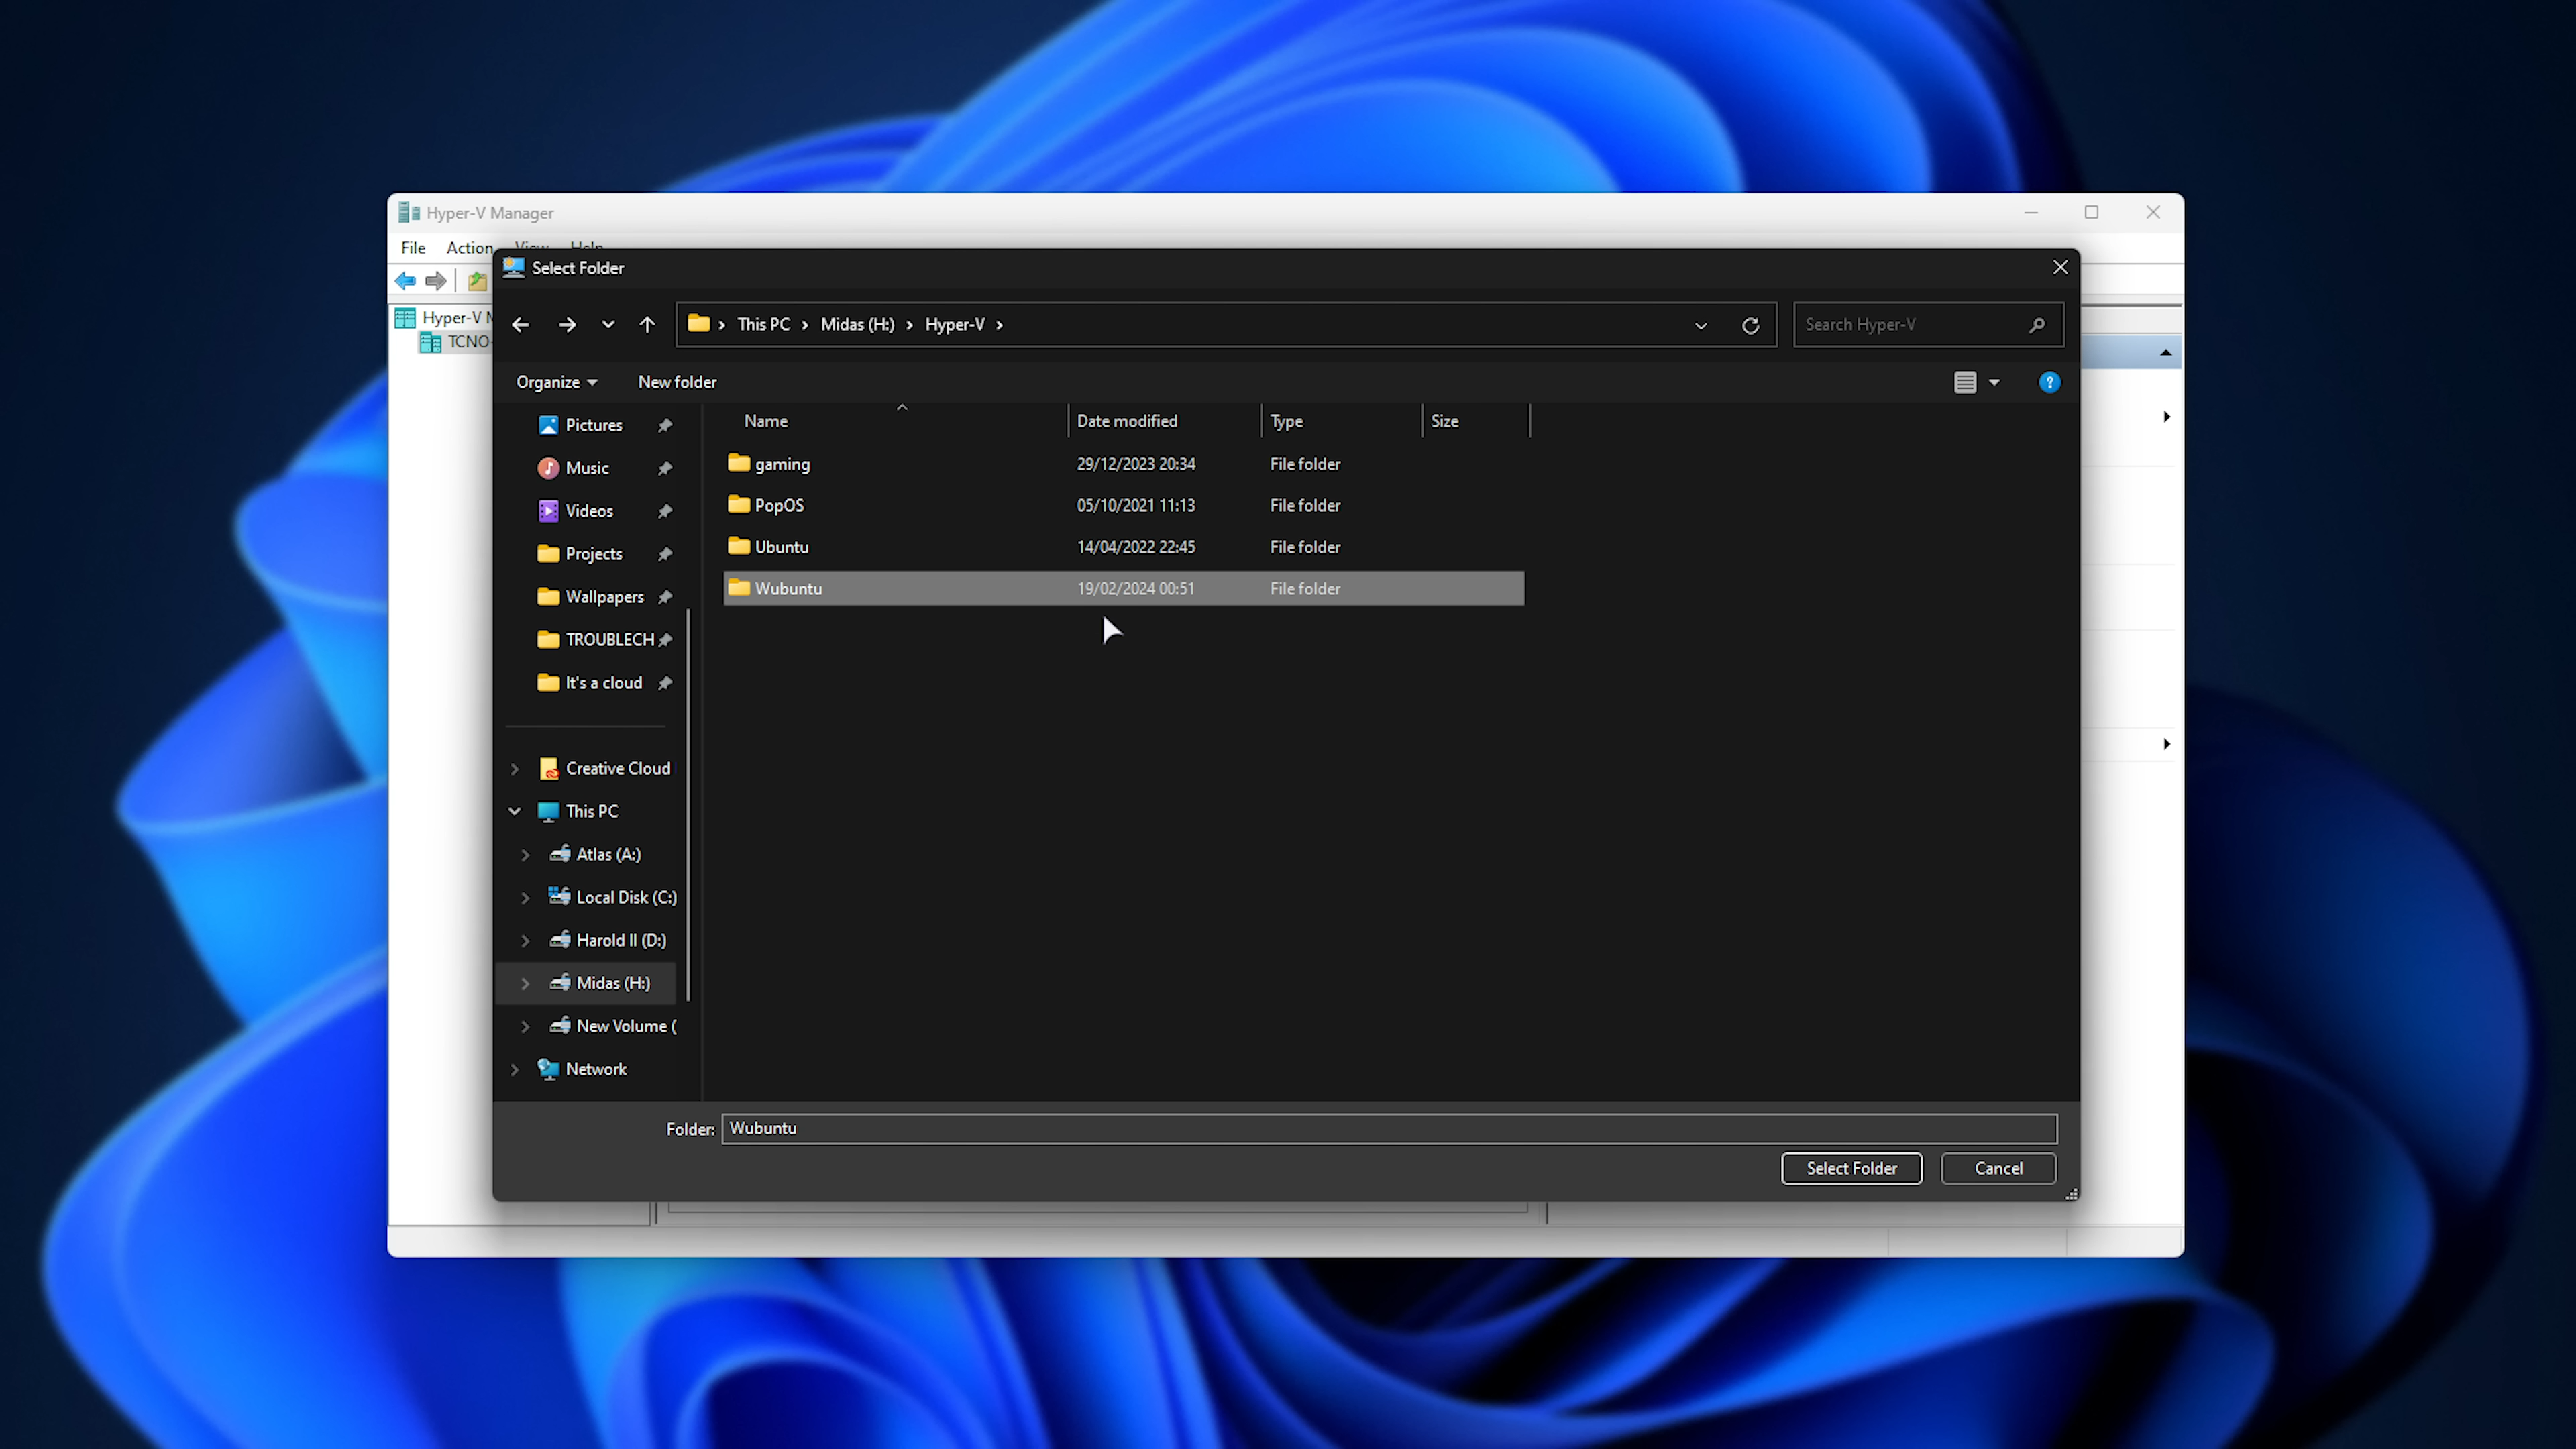 Hyper-V Manager
File Action View Help
Select Folder
This PC > Midas (H:) > Hyper-V >
Search Hyper-V
Organize
New folder
Hyper-V M
TCNO-
Name Date modified Type Size
gaming 29/12/2023 20:34 File folder
PopOS 05/10/2021 11:13 File folder
Ubuntu 14/04/2022 22:45 File folder
Wubuntu 19/02/2024 00:51 File folder
Pictures
Music
Videos
Projects
Wallpapers
TROUBLECH
It's a cloud
Creative Cloud
This PC
Atlas (A:)
Local Disk (C:)
Harold II (D:)
Midas (H:)
New Volume (
Network
Folder: Wubuntu
Select Folder
Cancel